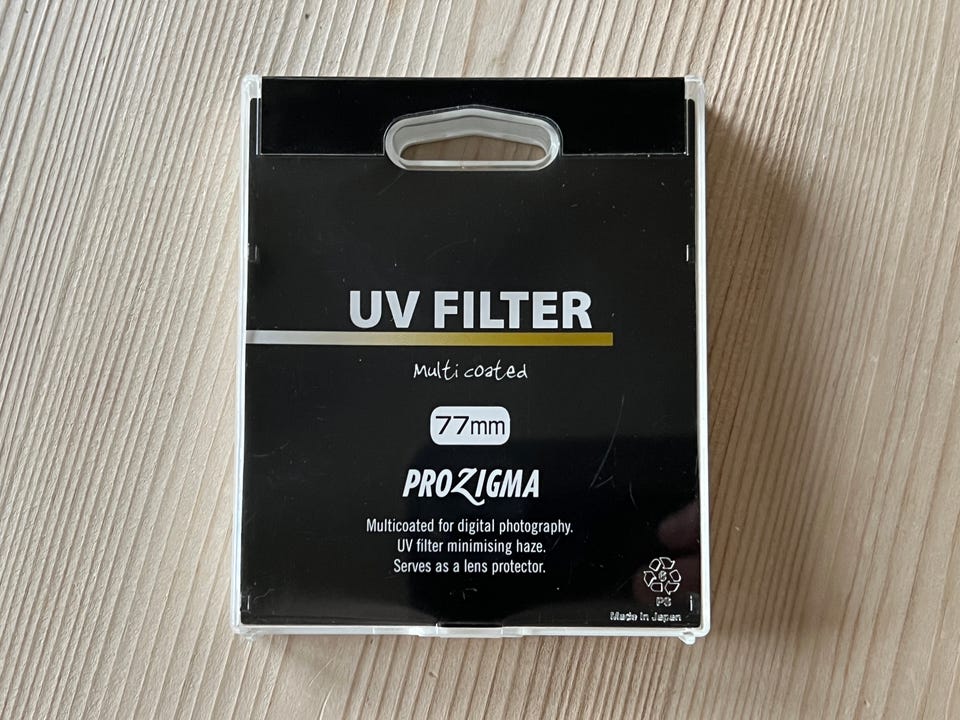 UV FILTER
Multi coated
77mm
PROZIGMA
Multicoated for digital photography.
UV filter minimising haze.
Serves as a lens protector.
6
PS
Made in Japan